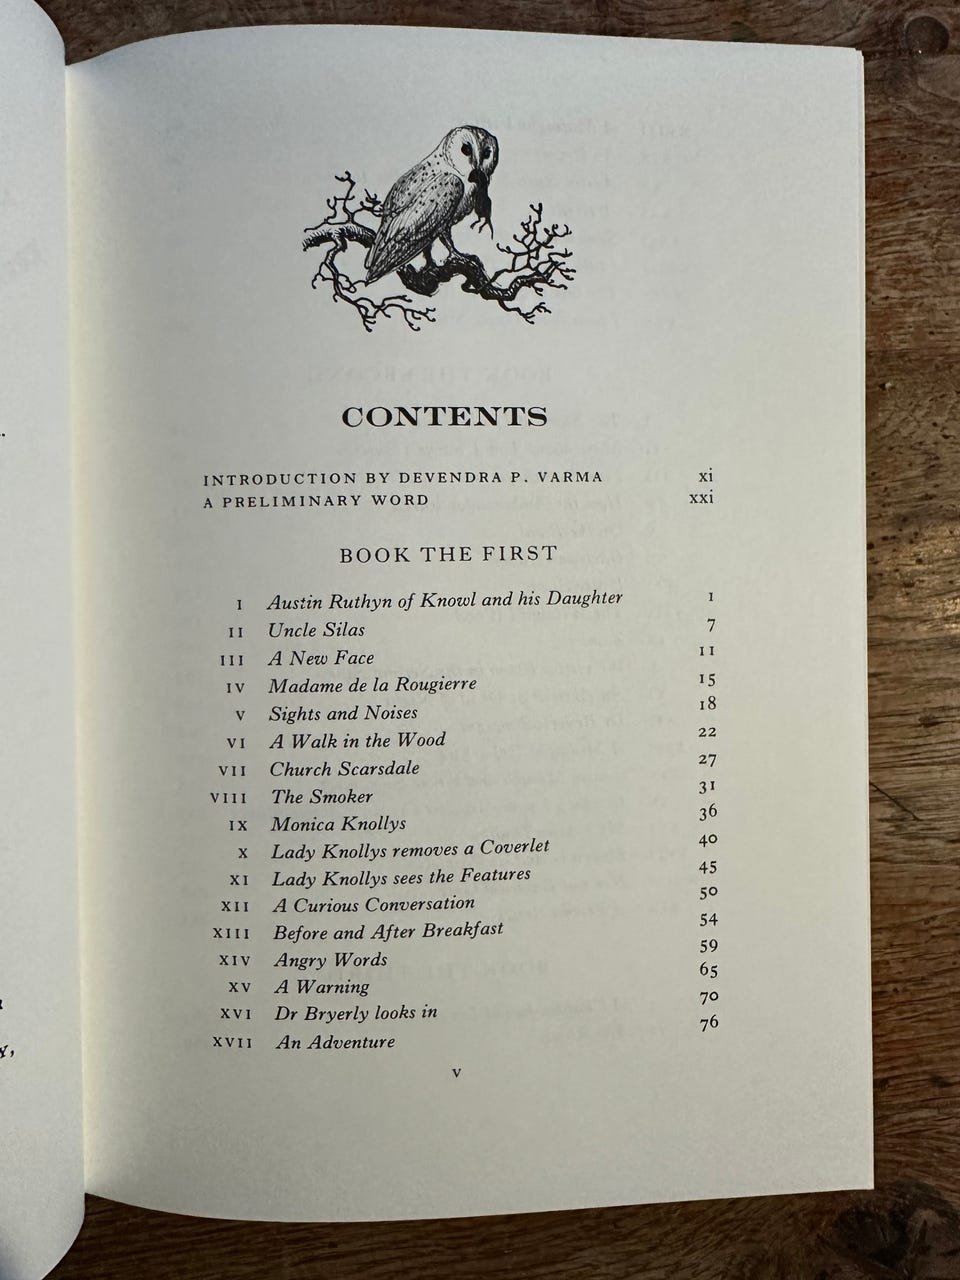 CONTENTS
INTRODUCTION BY DEVENDRA P. VARMA xi
A PRELIMINARY WORD xxi
BOOK THE FIRST
I Austin Ruthyn of Knowl and his Daughter 1
II Uncle Silas 7
III A New Face 11
IV Madame de la Rougierre 15
V Sights and Noises 18
VI A Walk in the Wood 22
VII Church Scarsdale 27
VIII The Smoker 31
IX Monica Knollys 36
X Lady Knollys removes a Coverlet 40
XI Lady Knollys sees the Features 45
XII A Curious Conversation 50
XIII Before and After Breakfast 54
XIV Angry Words 59
XV A Warning 65
XVI Dr Bryerly looks in 70
XVII An Adventure 76
v